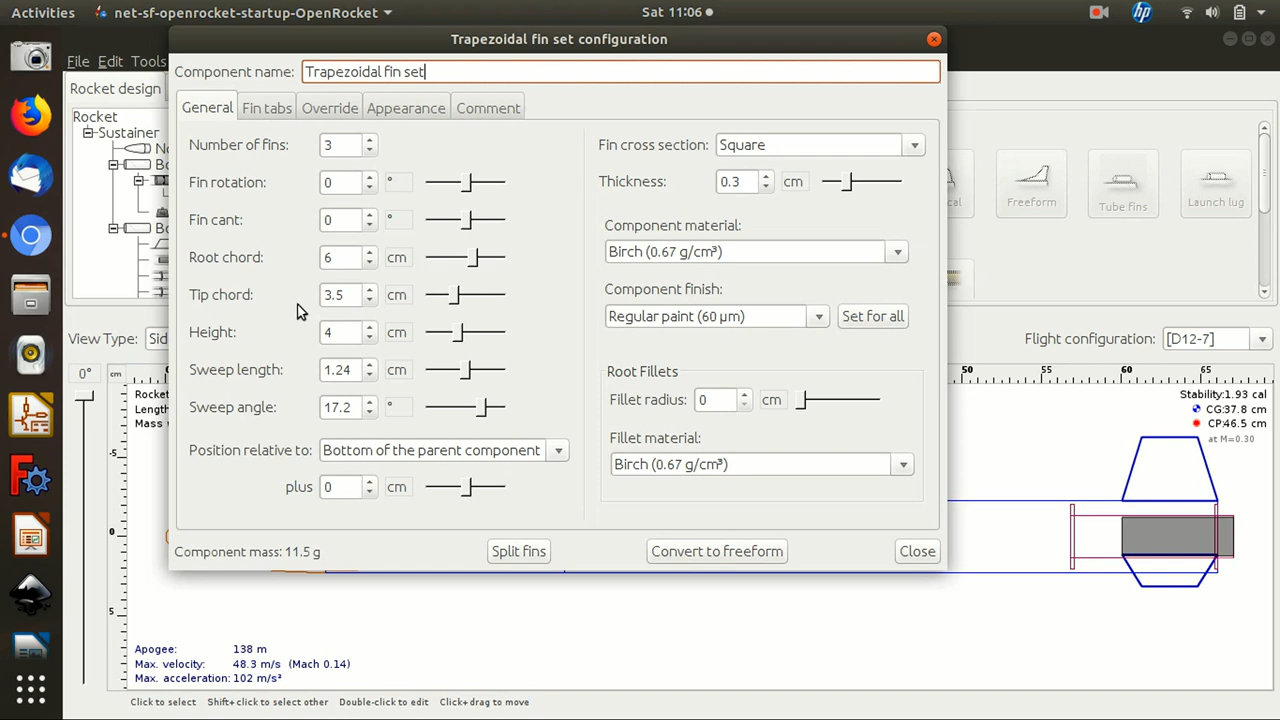 Activities net-sf-openrocket-startup-OpenRocket Sat 11:06
Trapezoidal fin set configuration
File Edit Tools
Rocket design
Component name: Trapezoidal fin set
General Fin tabs Override Appearance Comment
Rocket
Sustainer
Number of fins: 3
Fin rotation: 0 °
Fin cant: 0 °
Root chord: 6 cm
Tip chord: 3.5 cm
Height: 4 cm
Sweep length: 1.24 cm
Sweep angle: 17.2 °
Position relative to: Bottom of the parent component
plus 0 cm
Fin cross section: Square
Thickness: 0.3 cm
Component material:
Birch (0.67 g/cm³)
Component finish:
Regular paint (60 µm) Set for all
Root Fillets
Fillet radius: 0 cm
Fillet material:
Birch (0.67 g/cm³)
Component mass: 11.5 g Split fins Convert to freeform Close
Freeform Tube fins Launch lug
View Type: Sid
Flight configuration: [D12-7]
0° cm 50 55 60 65
Rocke
Length
Mass
Stability:1.93 cal
CG:37.8 cm
CP:46.5 cm
at M=0.30
0
5
Apogee: 138 m
Max. velocity: 48.3 m/s (Mach 0.14)
Max. acceleration: 102 m/s²
Click to select Shift+click to select other Double-click to edit Click+drag to move